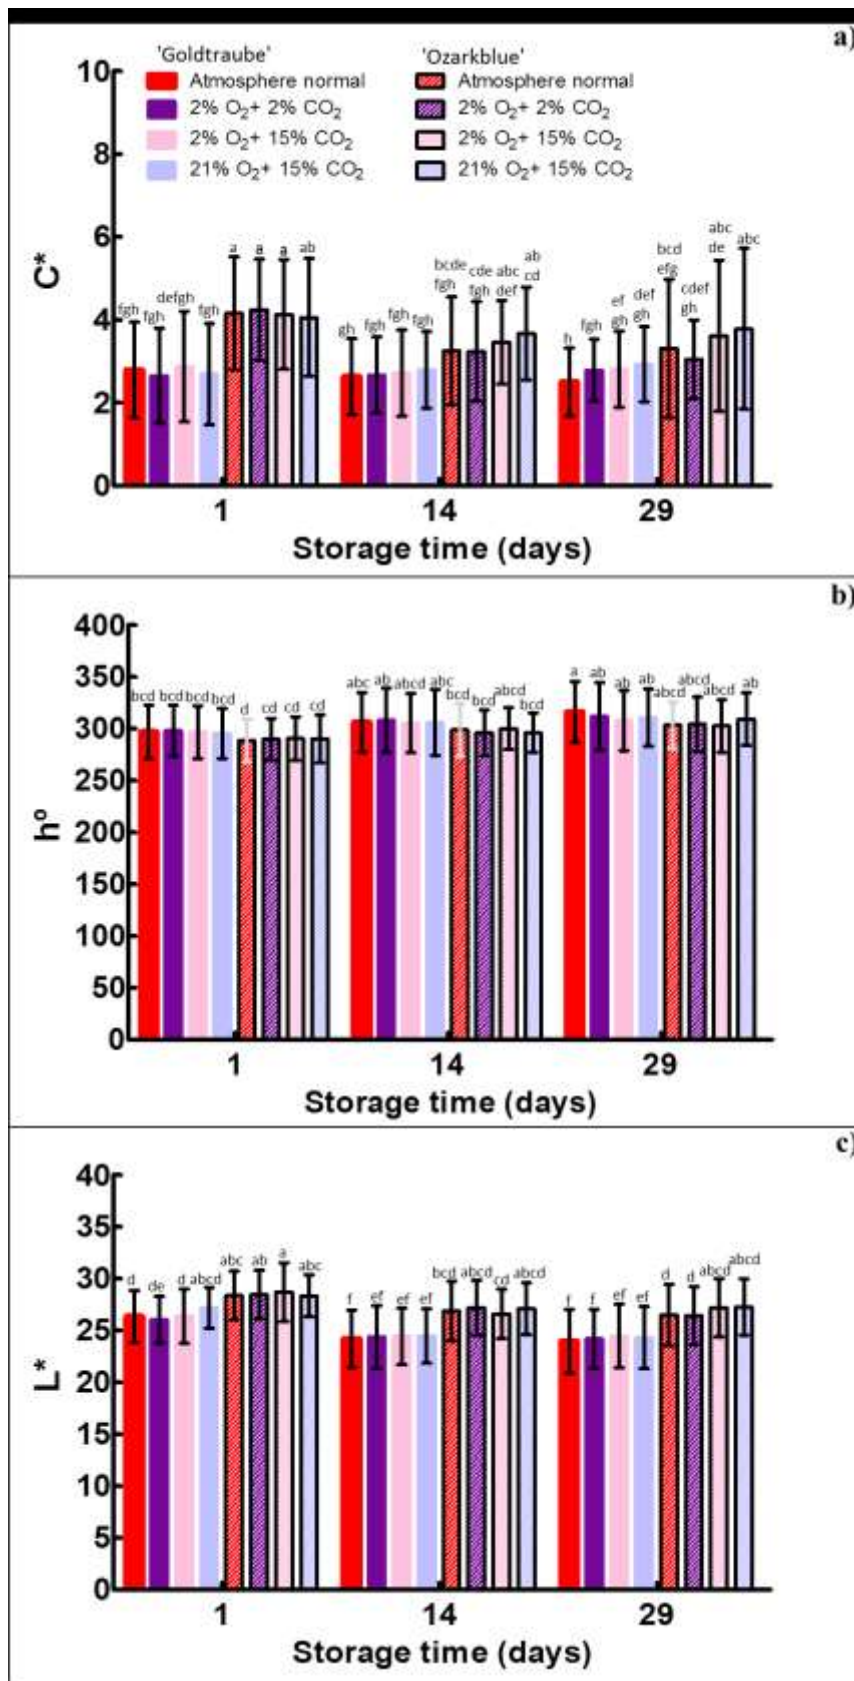 a)
'Goldtraube' 'Ozarkblue'
Atmosphere normal Atmosphere normal
2% O₂+ 2% CO₂ 2% O₂+ 2% CO₂
2% O₂+ 15% CO₂ 2% O₂+ 15% CO₂
21% O₂+ 15% CO₂ 21% O₂+ 15% CO₂
10
8
6
4
2
0
C*
fgh fgh defgh fgh a a a ab
gh fgh fgh fgh bcde cde abc ab
fgh fgh def cd
h fgh ef def bcd cdef abc abc
gh gh efg gh de
1 14 29
Storage time (days)
b)
400
350
300
250
200
150
100
50
0
hº
bcd bcd bcd bcd d cd cd cd
abc ab abcd abc bcd bcd abcd bcd
a ab ab ab abcd abcd abcd ab
1 14 29
Storage time (days)
c)
40
35
30
25
20
15
10
5
0
L*
d de d abcd abc ab a abc
f ef ef ef bcd abcd cd abcd
f f ef ef d d abcd abcd
1 14 29
Storage time (days)